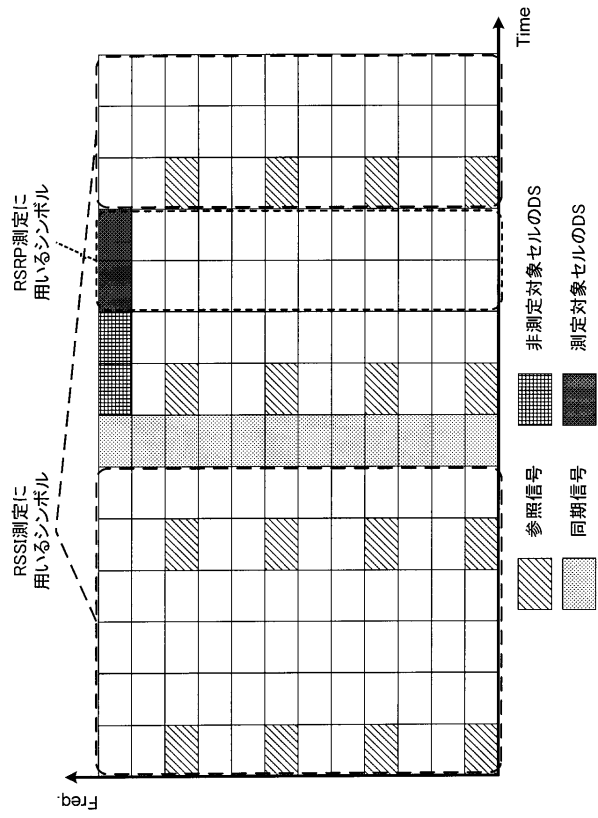 RSSI測定に
用いるシンボル
RSRP測定に
用いるシンボル
Freq.
Time
参照信号
同期信号
非測定対象セルのDS
測定対象セルのDS